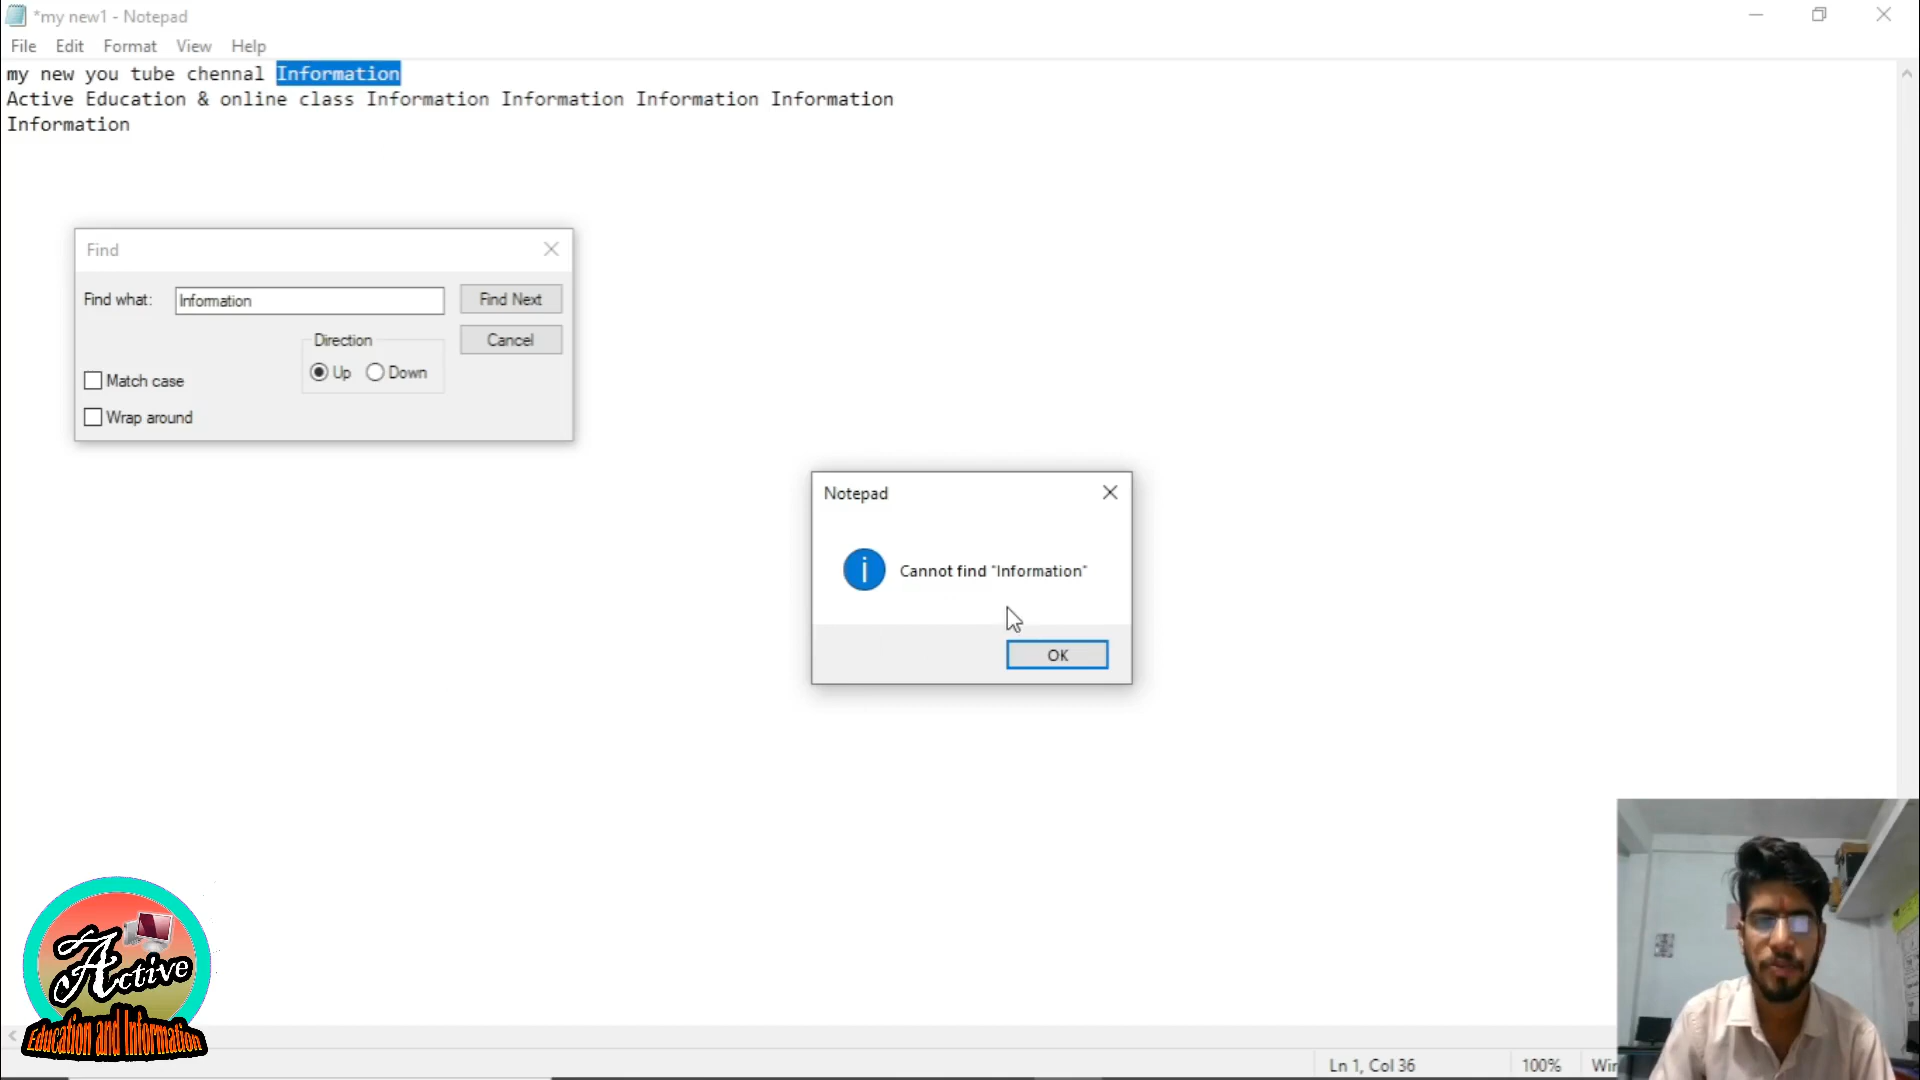 *my new1 - Notepad
File Edit Format View Help
my new you tube chennal Information
Active Education & online class Information Information Information Information
Information
Find
Find what: Information Find Next
Direction Cancel
Up Down
Match case
Wrap around
Notepad
i Cannot find "Information"
OK
Active
Education and Information
Ln 1, Col 36 100% Win